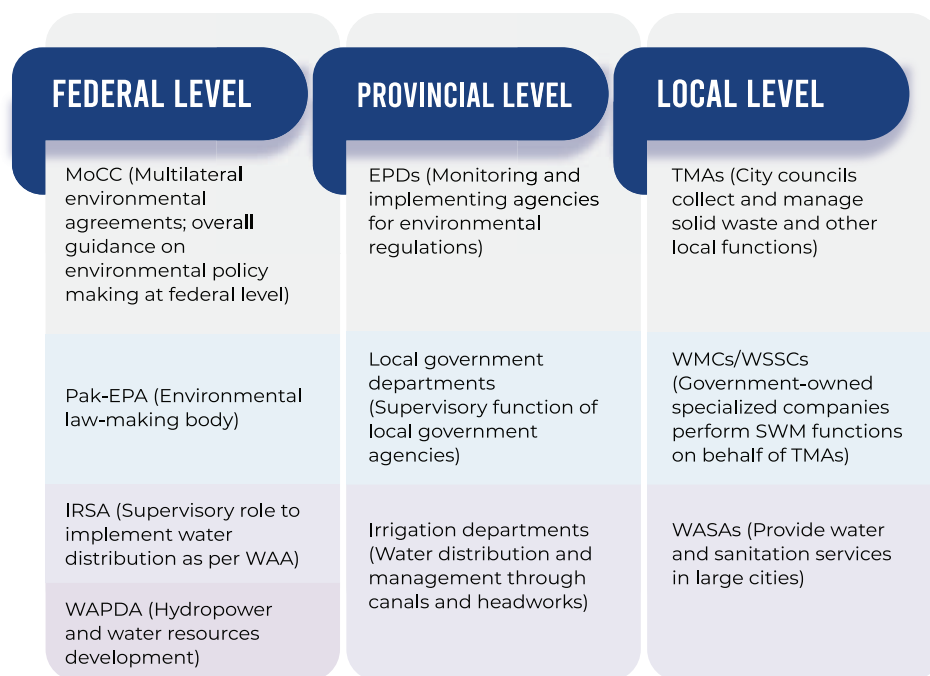 FEDERAL LEVEL
MoCC (Multilateral
environmental
agreements; overall
guidance on
environmental policy
making at federal level)
Pak-EPA (Environmental
law-making body)
IRSA (Supervisory role to
implement water
distribution as per WAA)
WAPDA (Hydropower
and water resources
development)
PROVINCIAL LEVEL
EPDs (Monitoring and
implementing agencies
for environmental
regulations)
Local government
departments
(Supervisory function of
local government
agencies)
Irrigation departments
(Water distribution and
management through
canals and headworks)
LOCAL LEVEL
TMAs (City councils
collect and manage
solid waste and other
local functions)
WMCs/WSSCs
(Government-owned
specialized companies
perform SWM functions
on behalf of TMAs)
WASAs (Provide water
and sanitation services
in large cities)